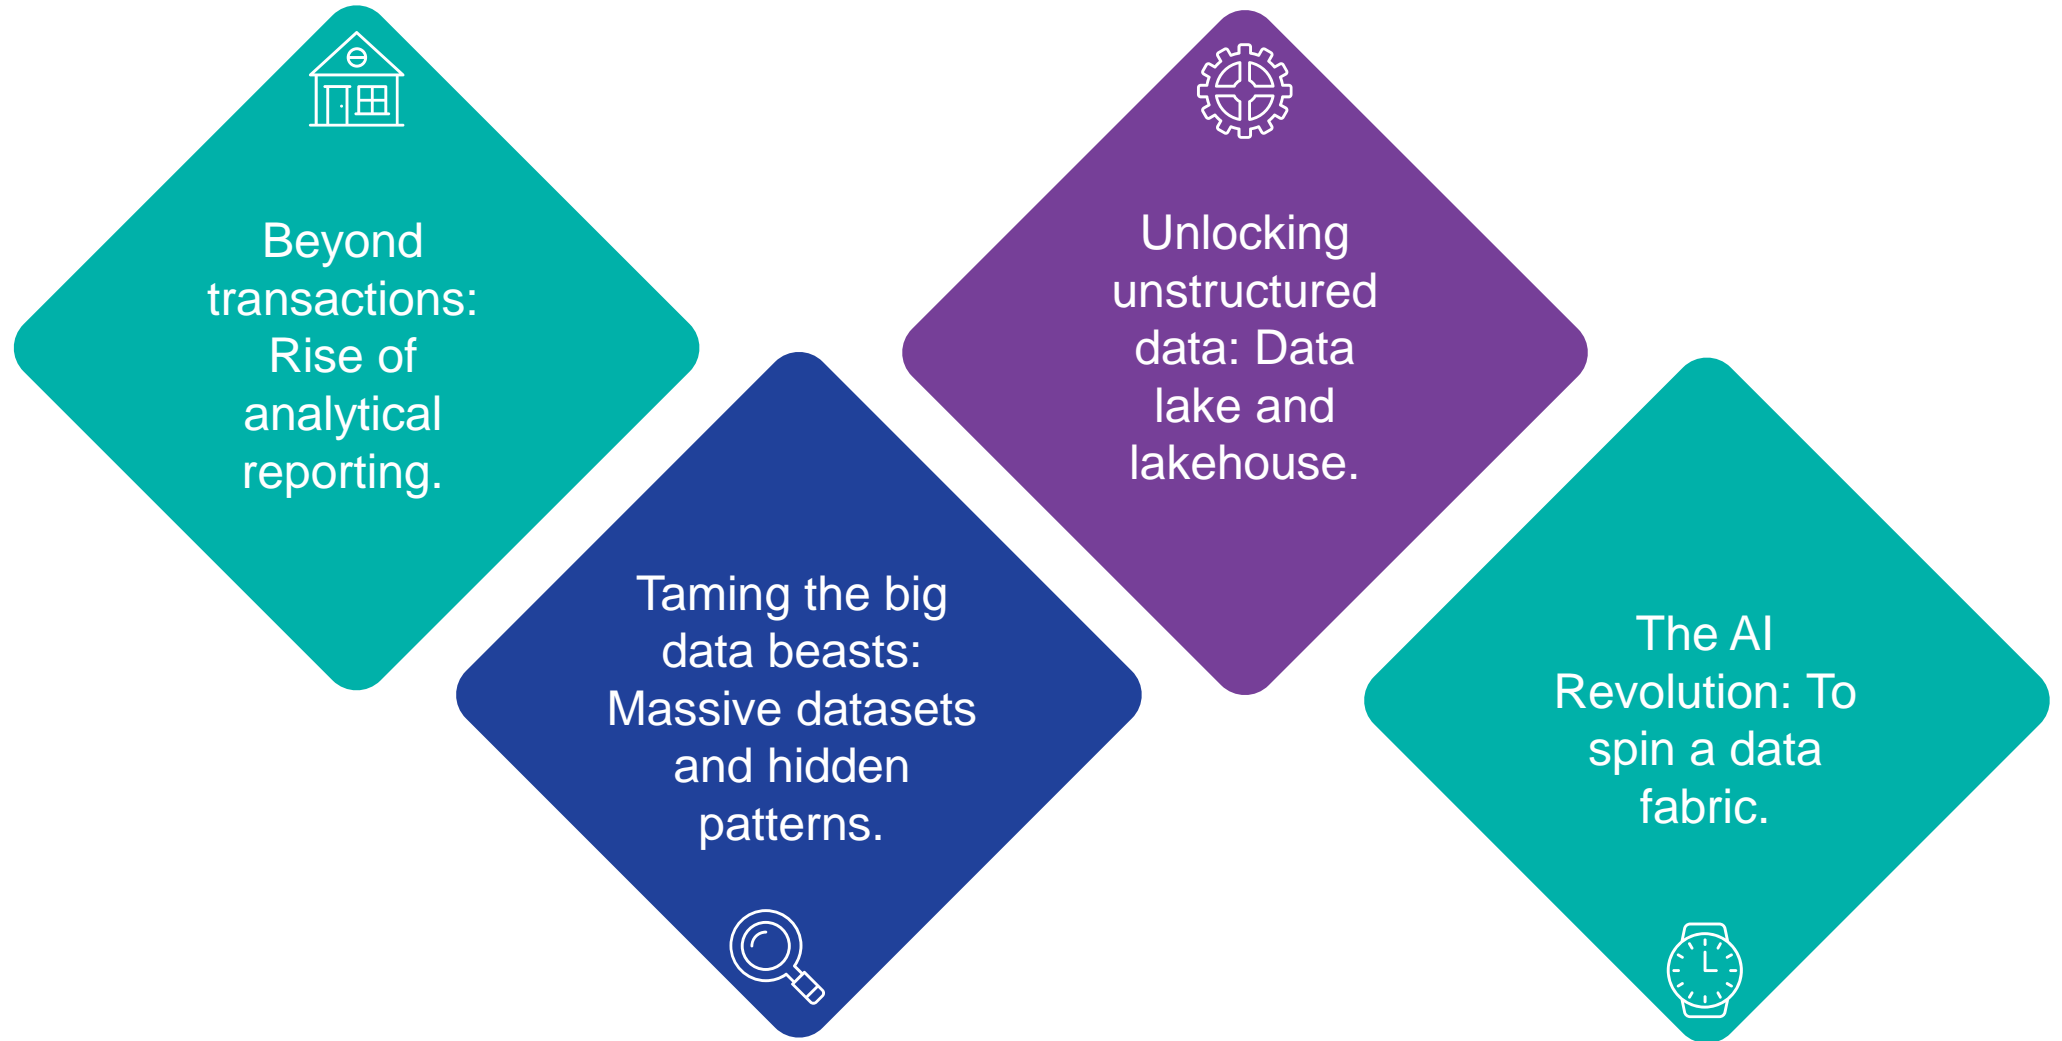 Beyond
transactions:
Rise of
analytical
reporting.
Taming the big
data beasts:
Massive datasets
and hidden
patterns.
Unlocking
unstructured
data: Data
lake and
lakehouse.
The AI
Revolution: To
spin a data
fabric.